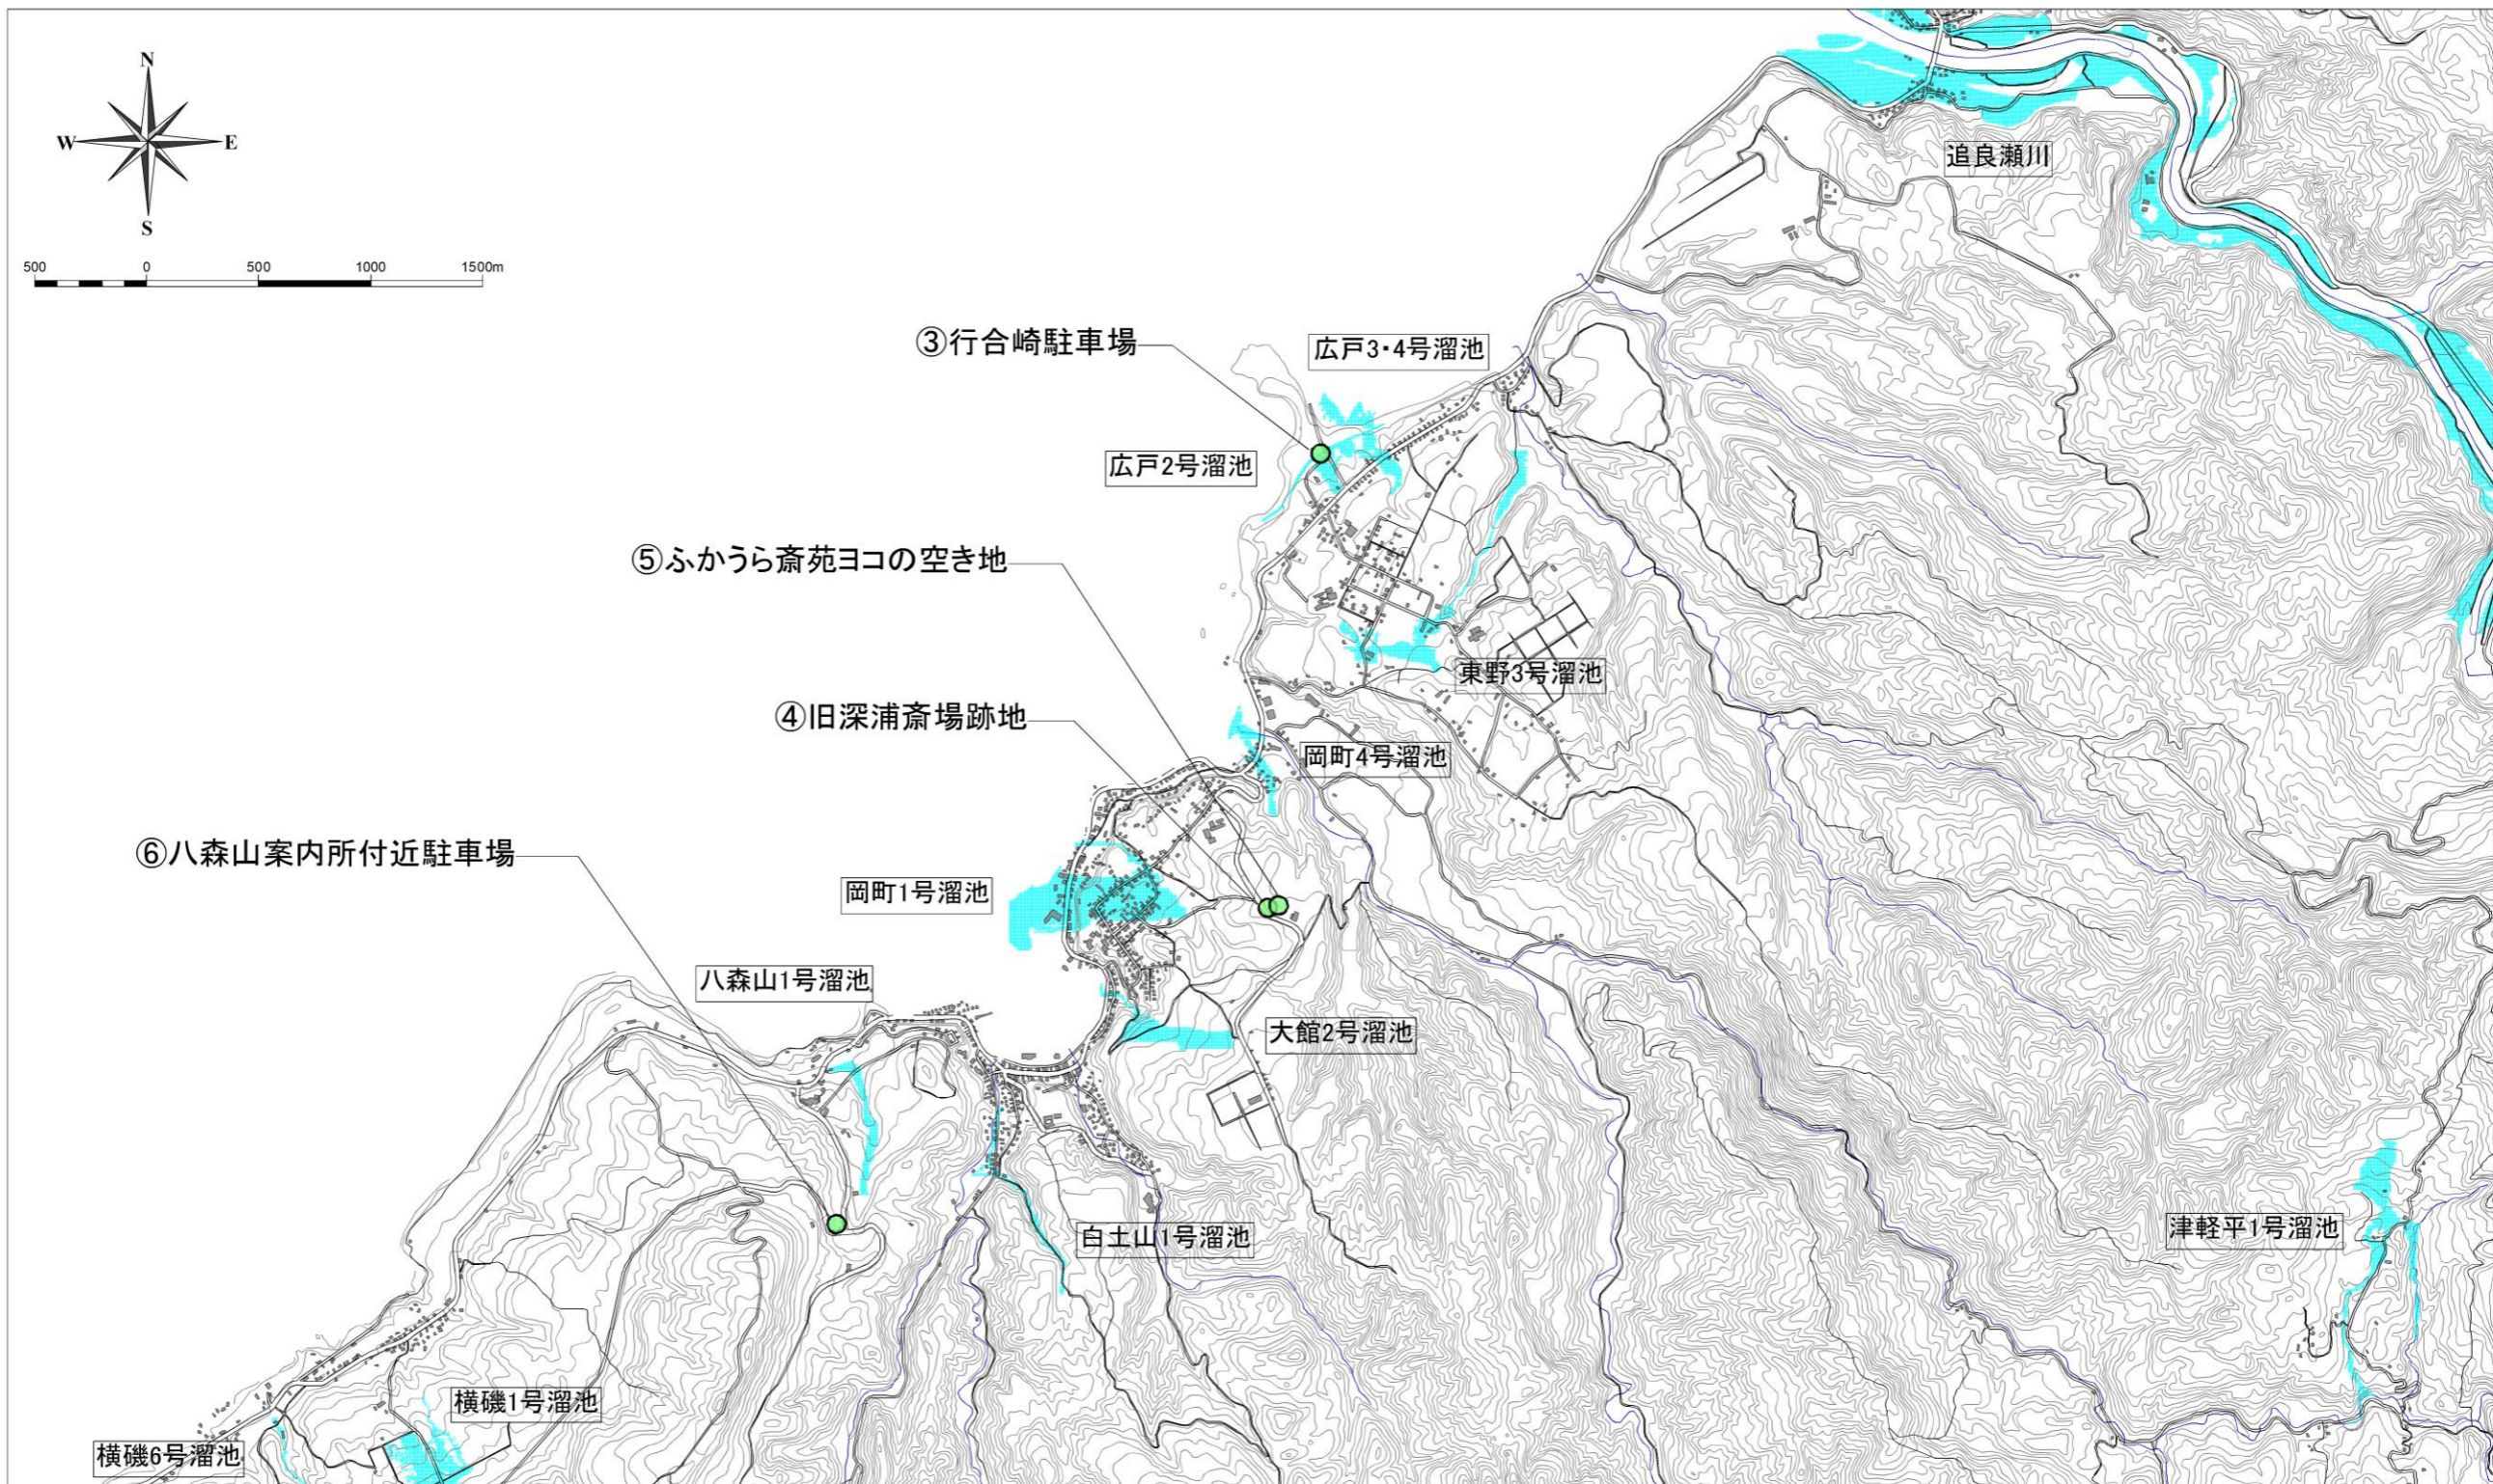 N
W
E
S
500 0 500 1000 1500m
追良瀬川
③行合崎駐車場
広戸3・4号溜池
広戸2号溜池
⑤ふかうら斎苑ヨコの空き地
東野3号溜池
④旧深浦斎場跡地
岡町4号溜池
⑥八森山案内所付近駐車場
岡町1号溜池
八森山1号溜池
大館2号溜池
白土山1号溜池
津軽平1号溜池
横磯1号溜池
横磯6号溜池